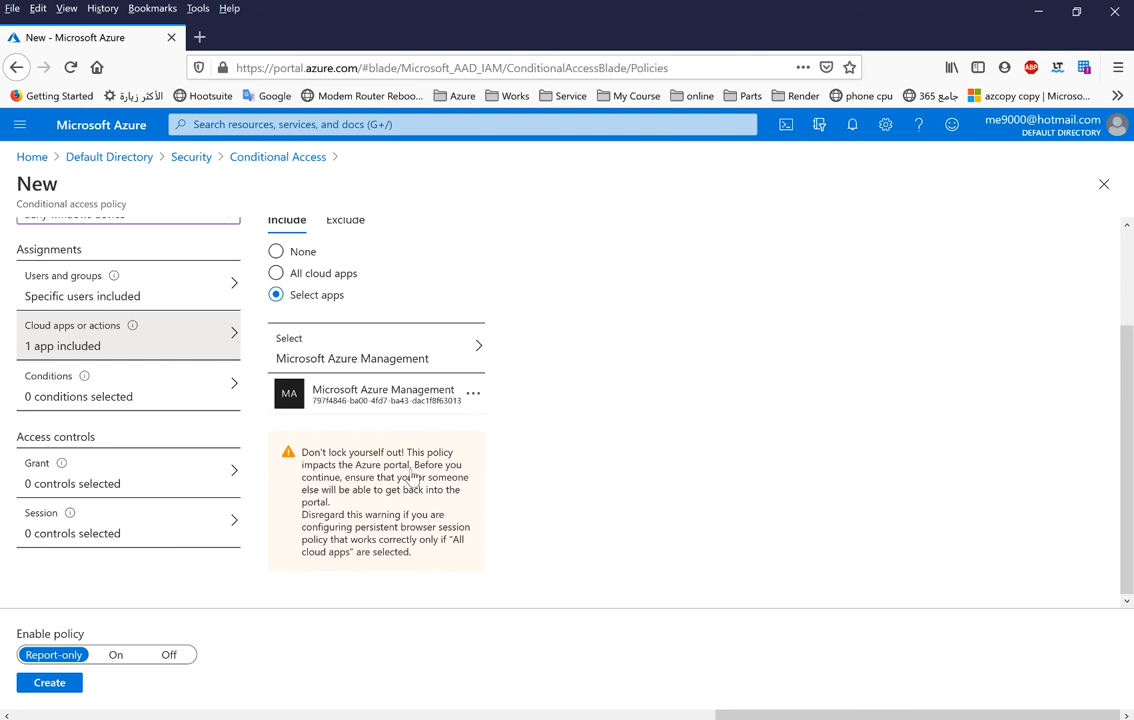 File Edit View History Bookmarks Tools Help
New - Microsoft Azure
https://portal.azure.com/#blade/Microsoft_AAD_IAM/ConditionalAccessBlade/Policies
Getting Started الأكثر زيارة Hootsuite Google Modem Router Reboo... Azure Works Service My Course online Parts Render phone cpu جامع 365 azcopy copy | Microso...
Microsoft Azure
Search resources, services, and docs (G+/)
me9000@hotmail.com
DEFAULT DIRECTORY
Home > Default Directory > Security > Conditional Access >
New
Conditional access policy
deny windows device
Include Exclude
Assignments
Users and groups
Specific users included
Cloud apps or actions
1 app included
Conditions
0 conditions selected
Access controls
Grant
0 controls selected
Session
0 controls selected
None
All cloud apps
Select apps
Select
Microsoft Azure Management
MA
Microsoft Azure Management
797f4846-ba00-4fd7-ba43-dac1f8f63013
Don't lock yourself out! This policy
impacts the Azure portal. Before you
continue, ensure that you or someone
else will be able to get back into the
portal.
Disregard this warning if you are
configuring persistent browser session
policy that works correctly only if "All
cloud apps" are selected.
Enable policy
Report-only On Off
Create